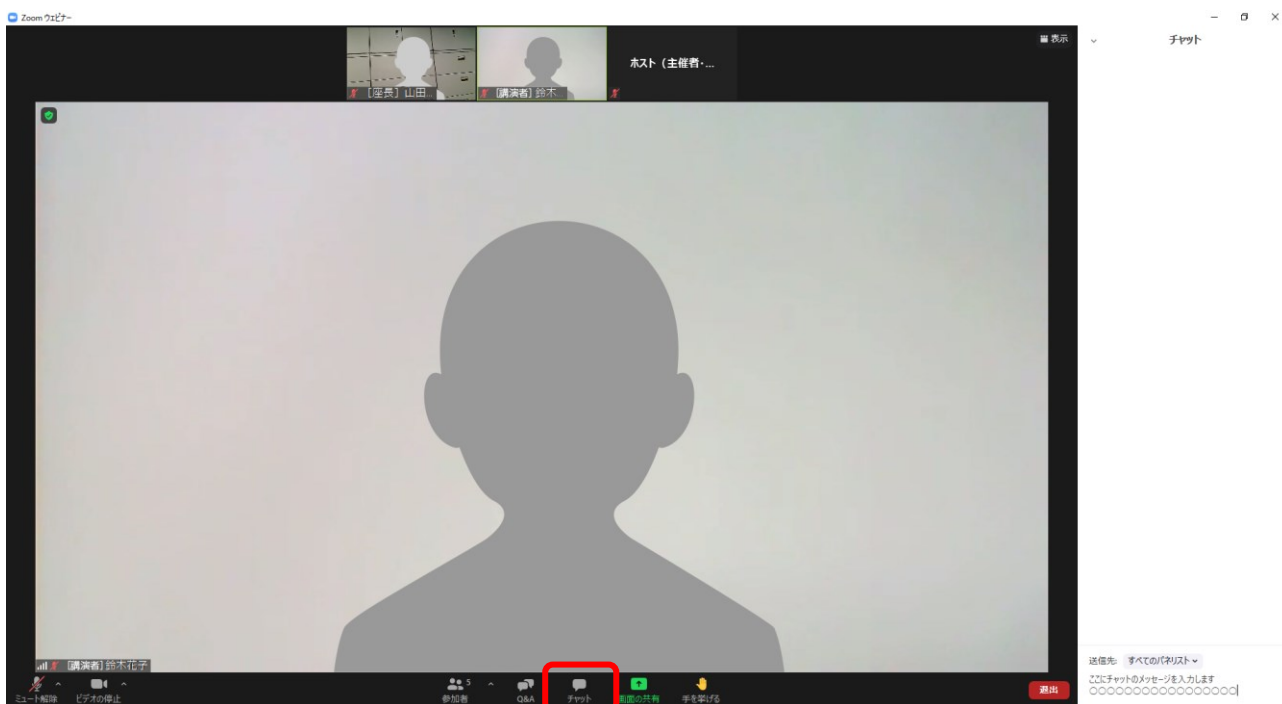 Zoom ウェビナー
表示
チャット
[座長] 山田...
[講演者] 鈴木...
ホスト（主催者・...
[講演者] 鈴木花子
ミュート解除
ビデオの停止
5
参加者
Q&A
チャット
画面の共有
手を挙げる
退出
送信先: すべてのパネリスト
ここにチャットのメッセージを入力します
○○○○○○○○○○○○○○○○○